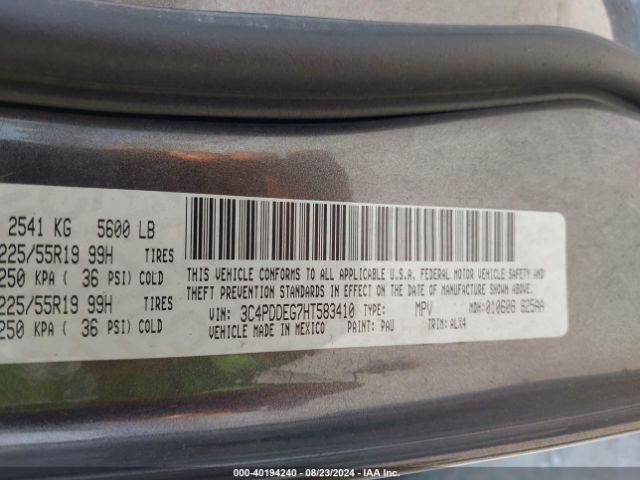 2541 KG 5600 LB
225/55R19 99H TIRES
250 KPA ( 36 PSI) COLD
225/55R19 99H TIRES
250 KPA ( 36 PSI) COLD
THIS VEHICLE CONFORMS TO ALL APPLICABLE U.S.A. FEDERAL MOTOR VEHICLE SAFETY AND
THEFT PREVENTION STANDARDS IN EFFECT ON THE DATE OF MANUFACTURE SHOWN ABOVE.
VIN: 3C4PDDEG7HT583410 TYPE: MPV MDH: 010608 825AA
VEHICLE MADE IN MEXICO PAINT: PAU TRIM: ALX4
000-40194240 - 08/23/2024 - IAA Inc.